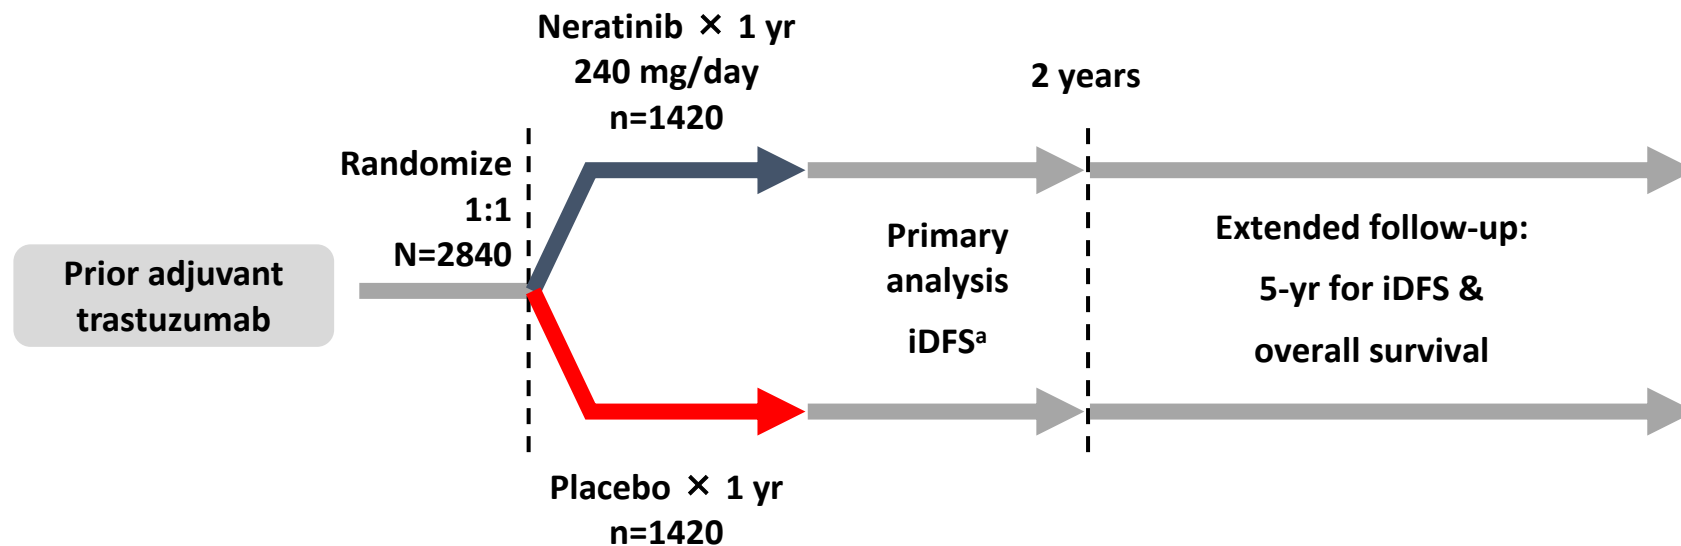 Prior adjuvant
trastuzumab
Randomize
1:1
N=2840
Neratinib × 1 yr
240 mg/day
n=1420
Placebo × 1 yr
n=1420
Primary
analysis
iDFSᵃ
2 years
Extended follow-up:
5-yr for iDFS &
overall survival